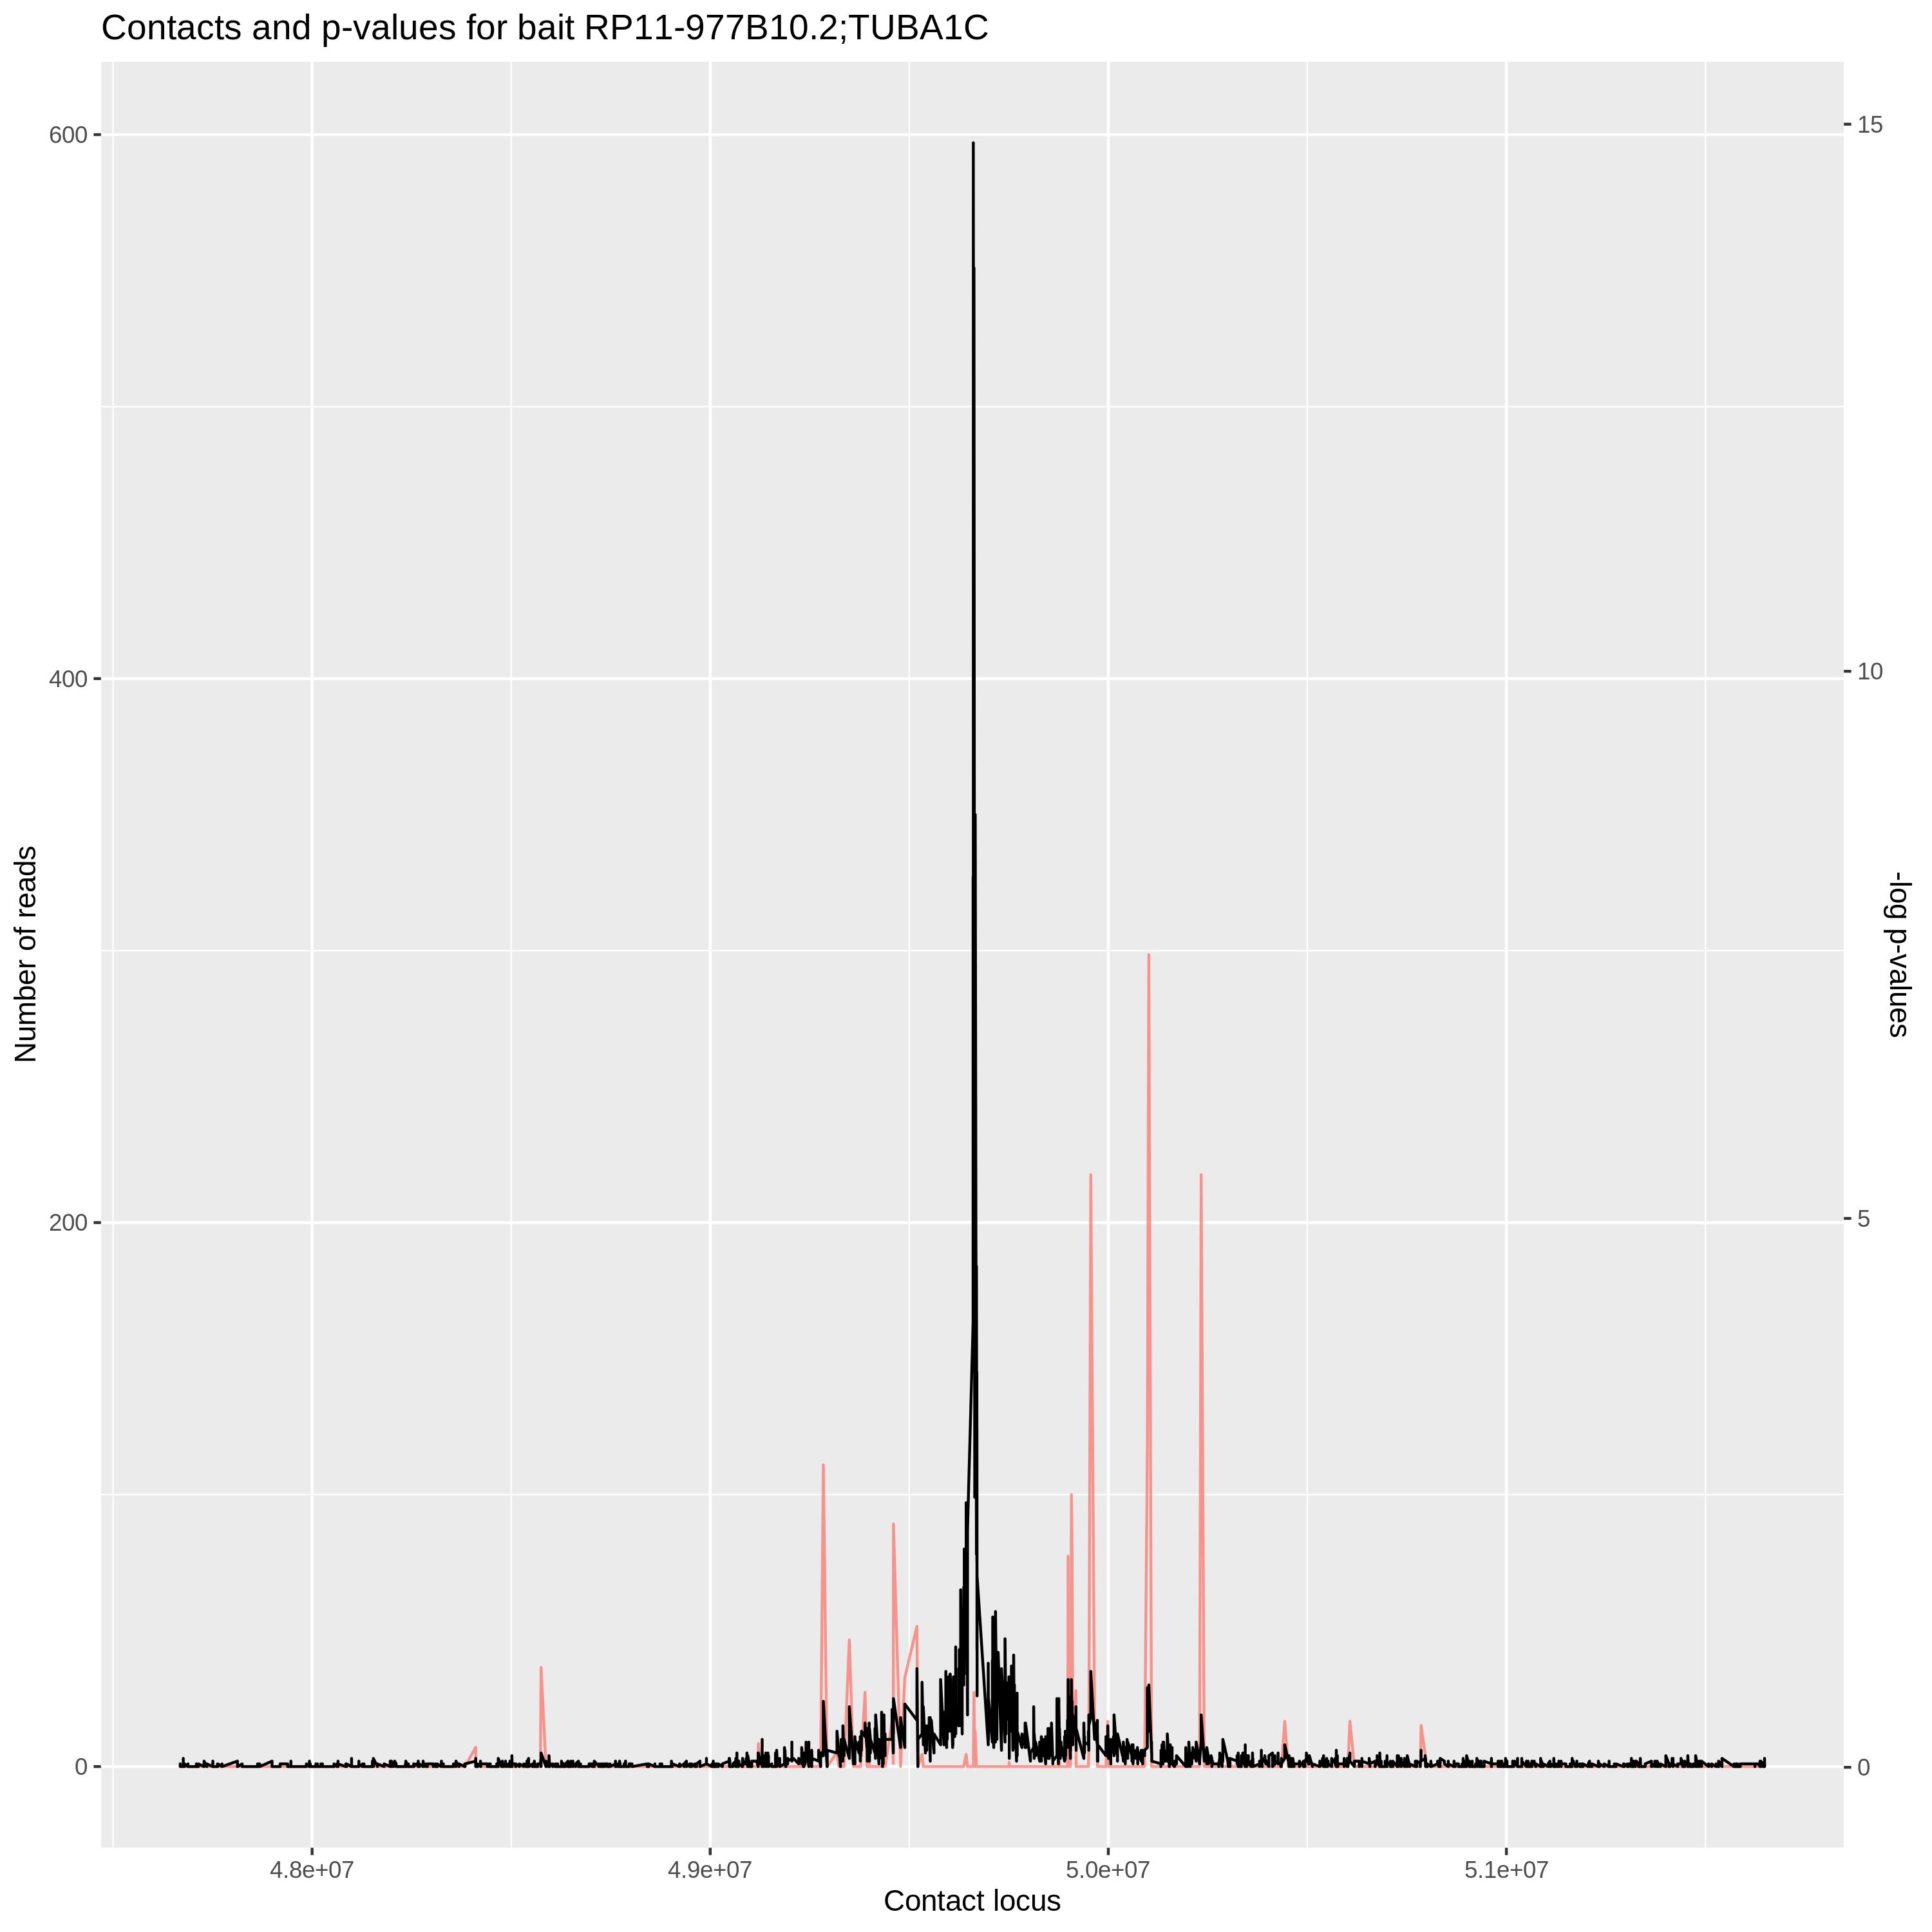 Contacts and p-values for bait RP11-977B10.2;TUBA1C
600
400
200
0
Number of reads
15
10
5
0
-log p-values
4.8e+07
4.9e+07
5.0e+07
5.1e+07
Contact locus